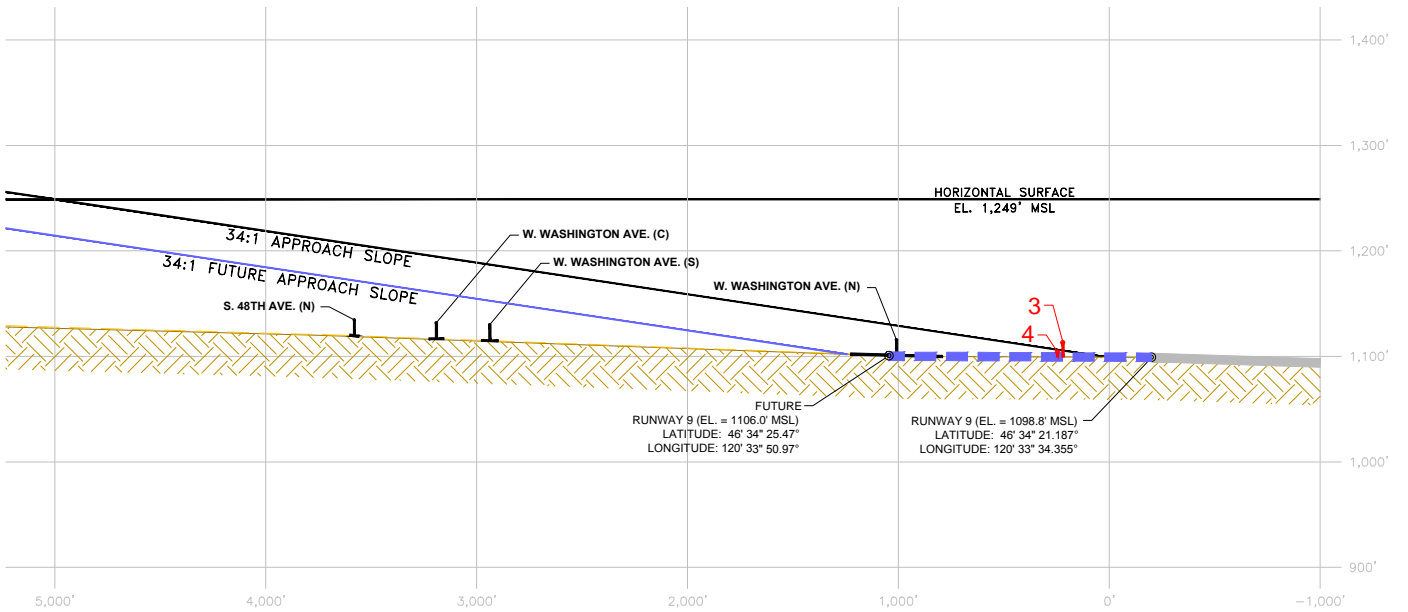 1,400'
1,300'
HORIZONTAL SURFACE
EL. 1,249' MSL
34:1 APPROACH SLOPE
W. WASHINGTON AVE. (C)
1,200'
34:1 FUTURE APPROACH SLOPE
W. WASHINGTON AVE. (S)
W. WASHINGTON AVE. (N)
S. 48TH AVE. (N)
3
4
1,100'
FUTURE
RUNWAY 9 (EL. = 1106.0' MSL)
LATITUDE: 46' 34" 25.47°
LONGITUDE: 120' 33" 50.97°
RUNWAY 9 (EL. = 1098.8' MSL)
LATITUDE: 46' 34" 21.187°
LONGITUDE: 120' 33" 34.355°
1,000'
900'
5,000' 4,000' 3,000' 2,000' 1,000' 0' -1,000'